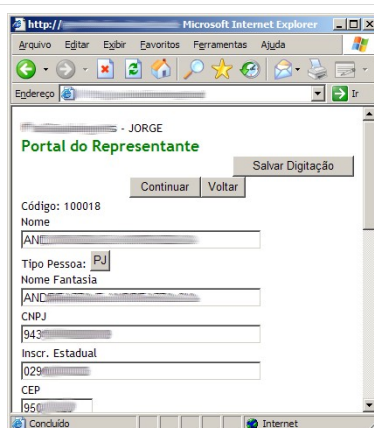 http:// Microsoft Internet Explorer
Arquivo Editar Exibir Favoritos Ferramentas Ajuda
Endereço Ir
- JORGE
Portal do Representante
Salvar Digitação
Continuar Voltar
Código: 100018
Nome
AND
Tipo Pessoa: PJ
Nome Fantasia
AND
CNPJ
943
Inscr. Estadual
029
CEP
950
Concluído Internet